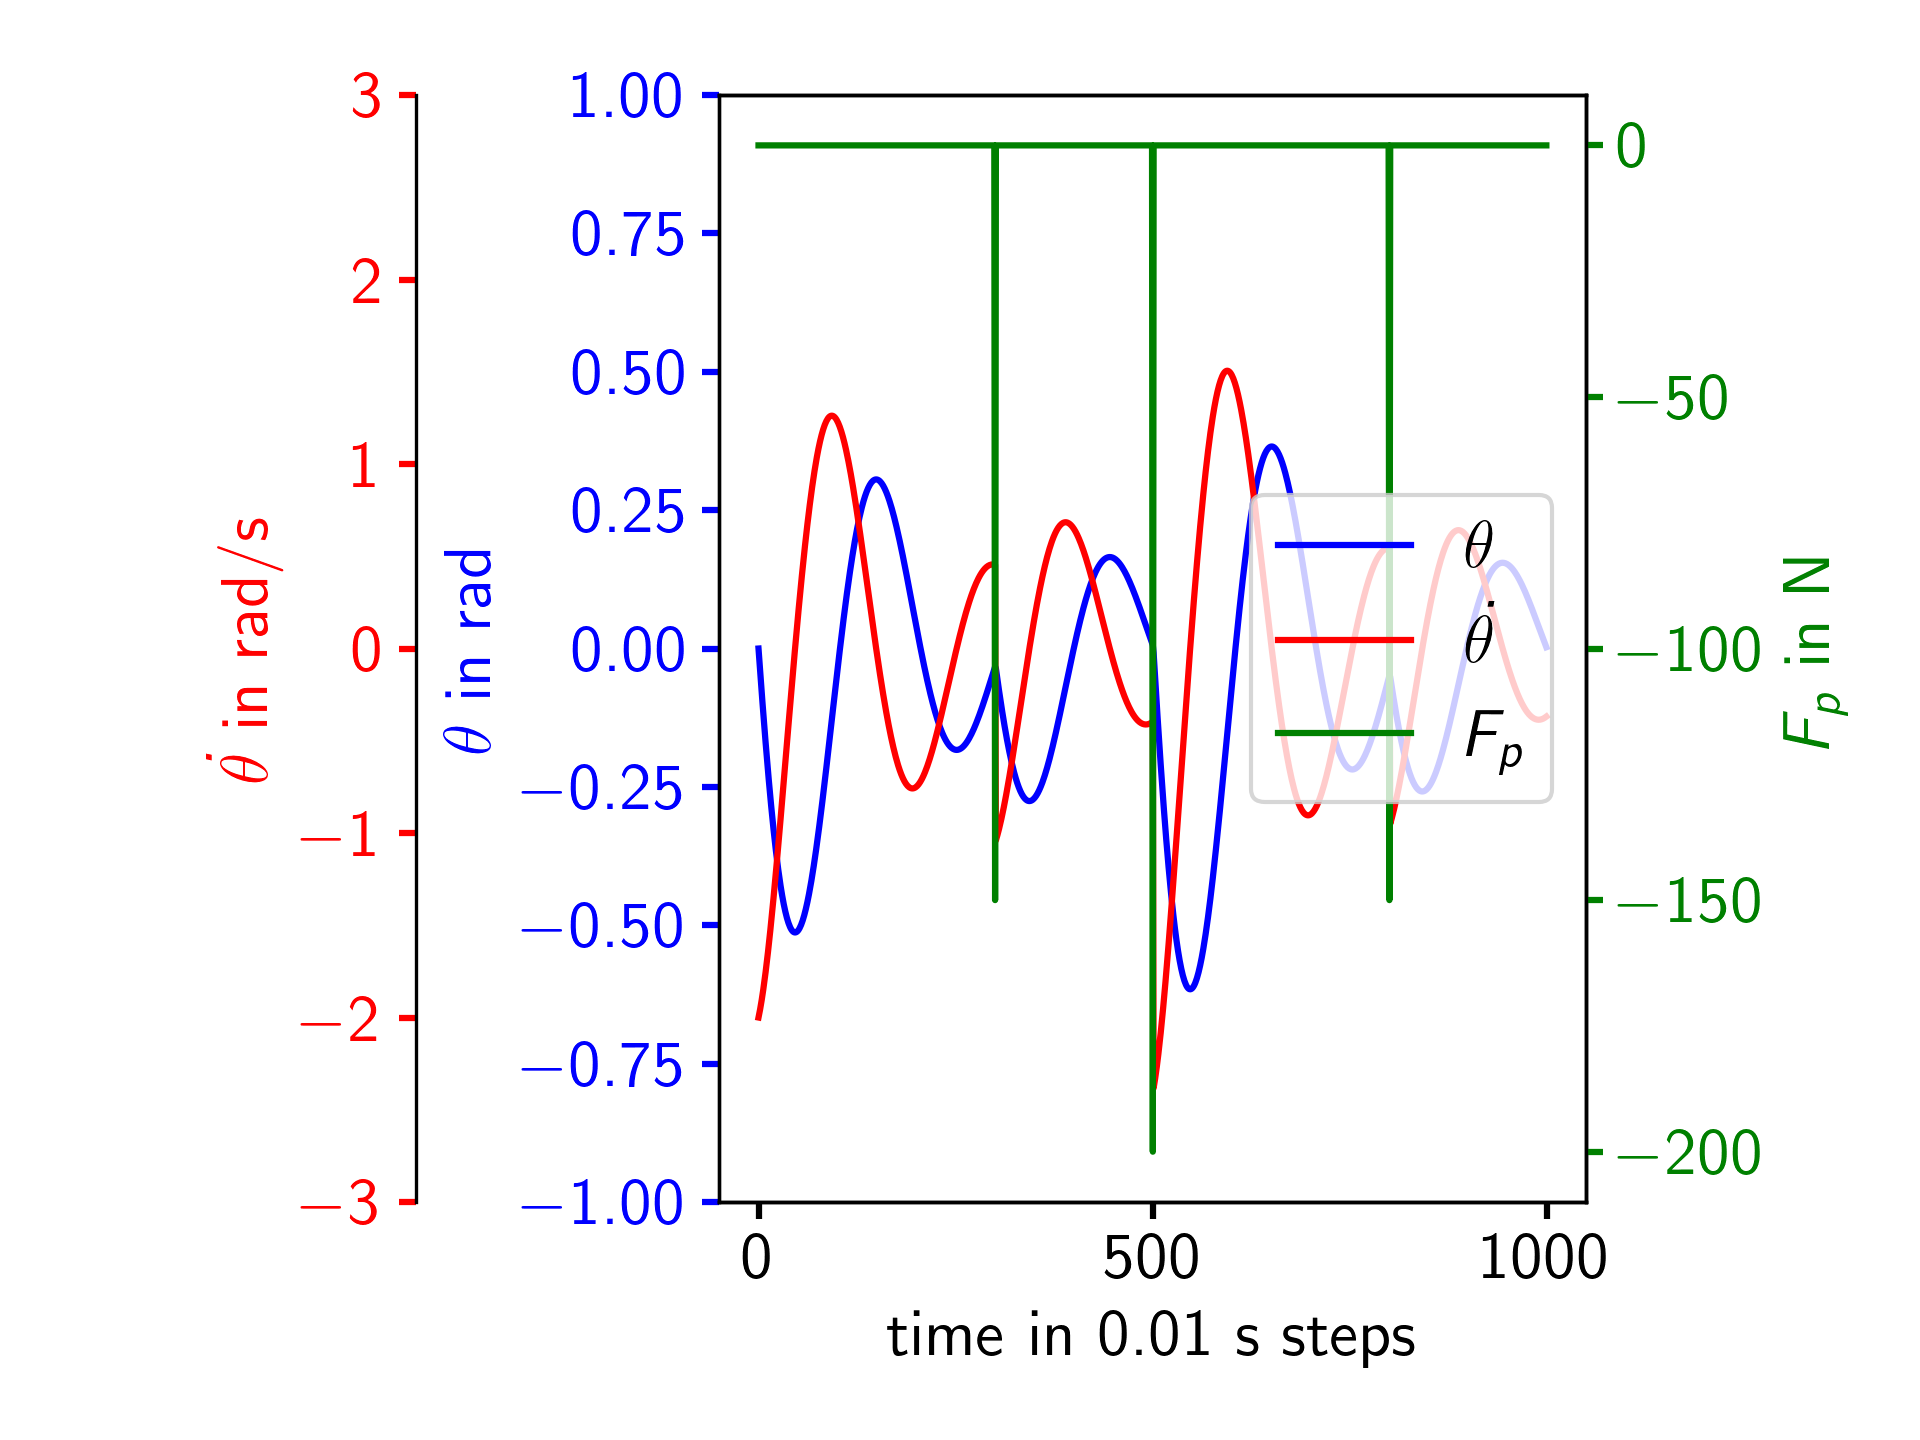 3
2
1
0
−1
−2
−3
θ̇ in rad/s
1.00
0.75
0.50
0.25
0.00
−0.25
−0.50
−0.75
−1.00
θ in rad
θ
θ̇
F_p
0
−50
−100
−150
−200
F_p in N
0 500 1000
time in 0.01 s steps